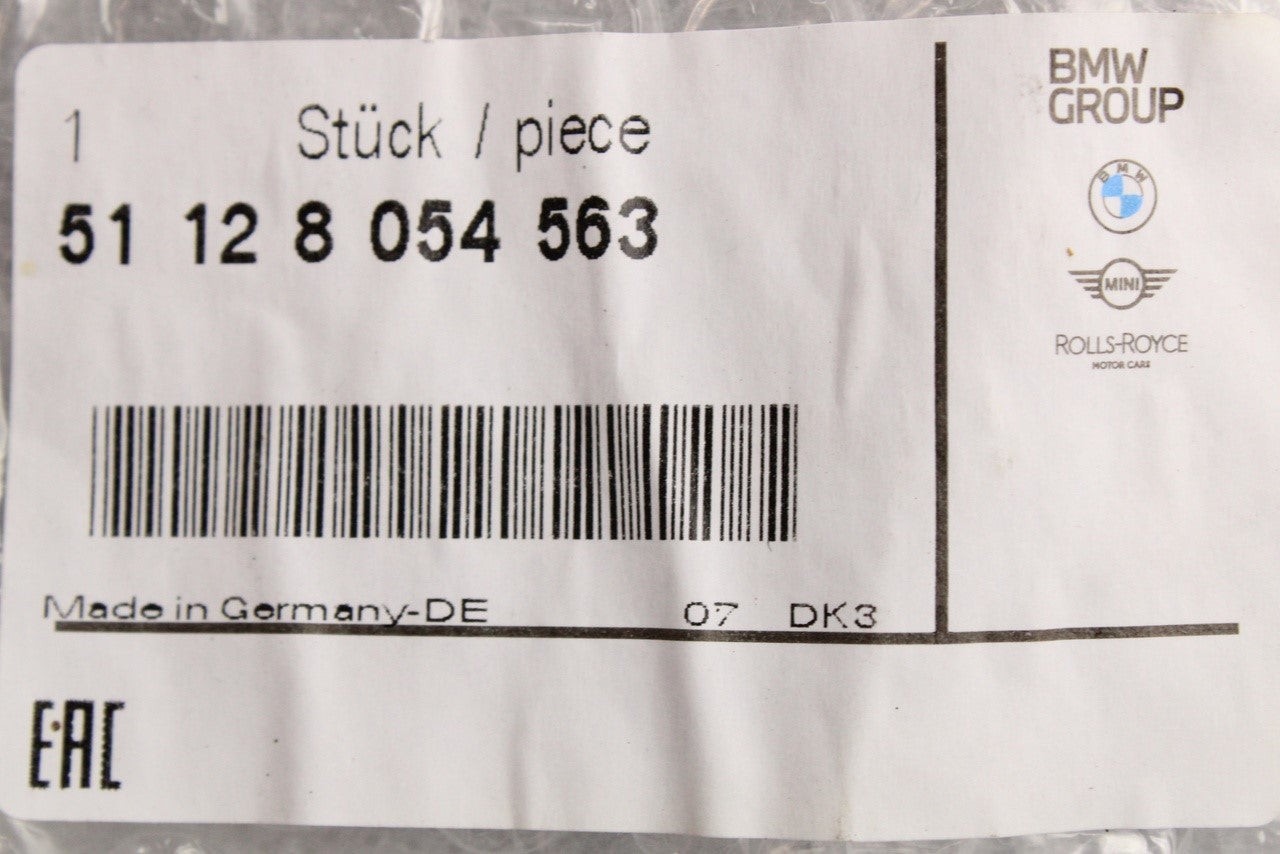 1 Stück / piece
51 12 8 054 563
Made in Germany-DE 07 DK3
EAC
BMW
GROUP
BMW
MINI
ROLLS-ROYCE
MOTOR CARS